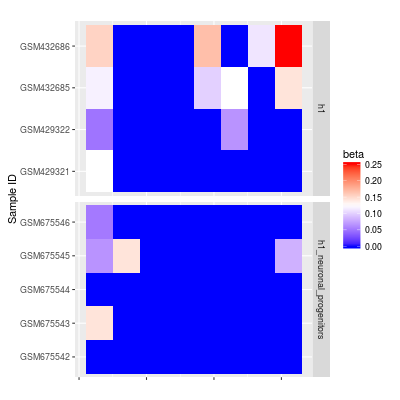 GSM432686
GSM432685
GSM429322
GSM429321
h1
Sample ID
GSM675546
GSM675545
GSM675544
GSM675543
GSM675542
h1_neuronal_progenitors
beta
0.25
0.20
0.15
0.10
0.05
0.00